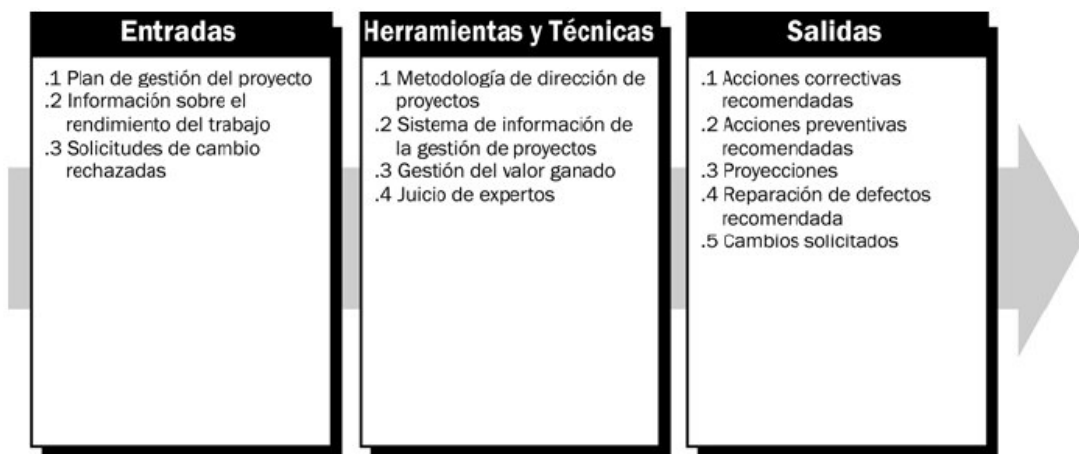 Entradas
.1 Plan de gestión del proyecto
.2 Información sobre el
rendimiento del trabajo
.3 Solicitudes de cambio
rechazadas
Herramientas y Técnicas
.1 Metodología de dirección de
proyectos
.2 Sistema de información de
la gestión de proyectos
.3 Gestión del valor ganado
.4 Juicio de expertos
Salidas
.1 Acciones correctivas
recomendadas
.2 Acciones preventivas
recomendadas
.3 Proyecciones
.4 Reparación de defectos
recomendada
.5 Cambios solicitados